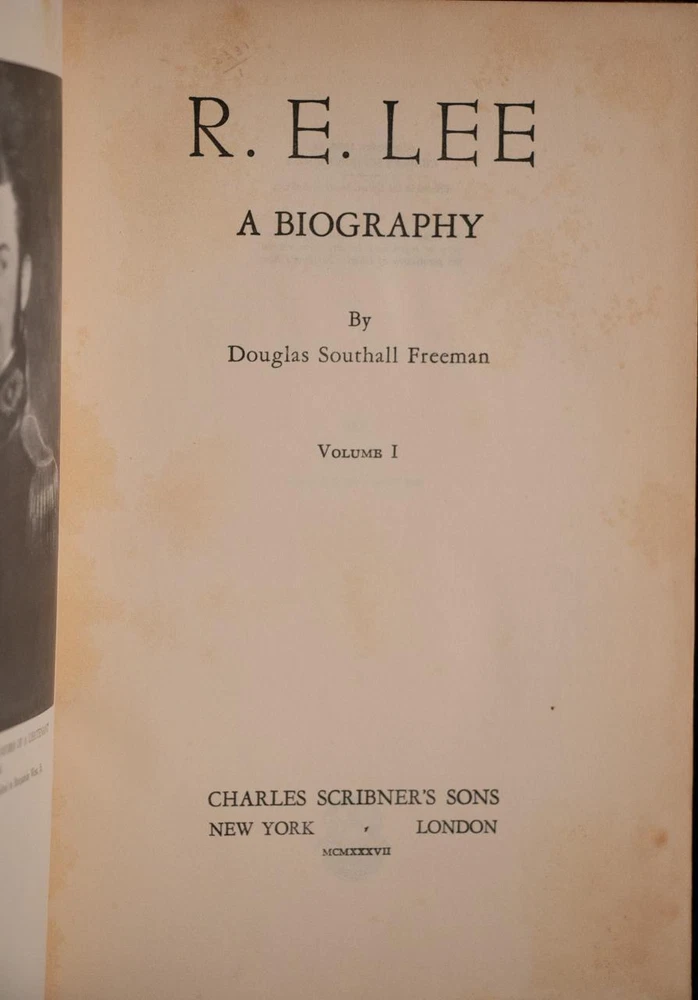 R. E. LEE
A BIOGRAPHY
By
Douglas Southall Freeman
VOLUME I
CHARLES SCRIBNER'S SONS
NEW YORK · LONDON
MCMXXXVII